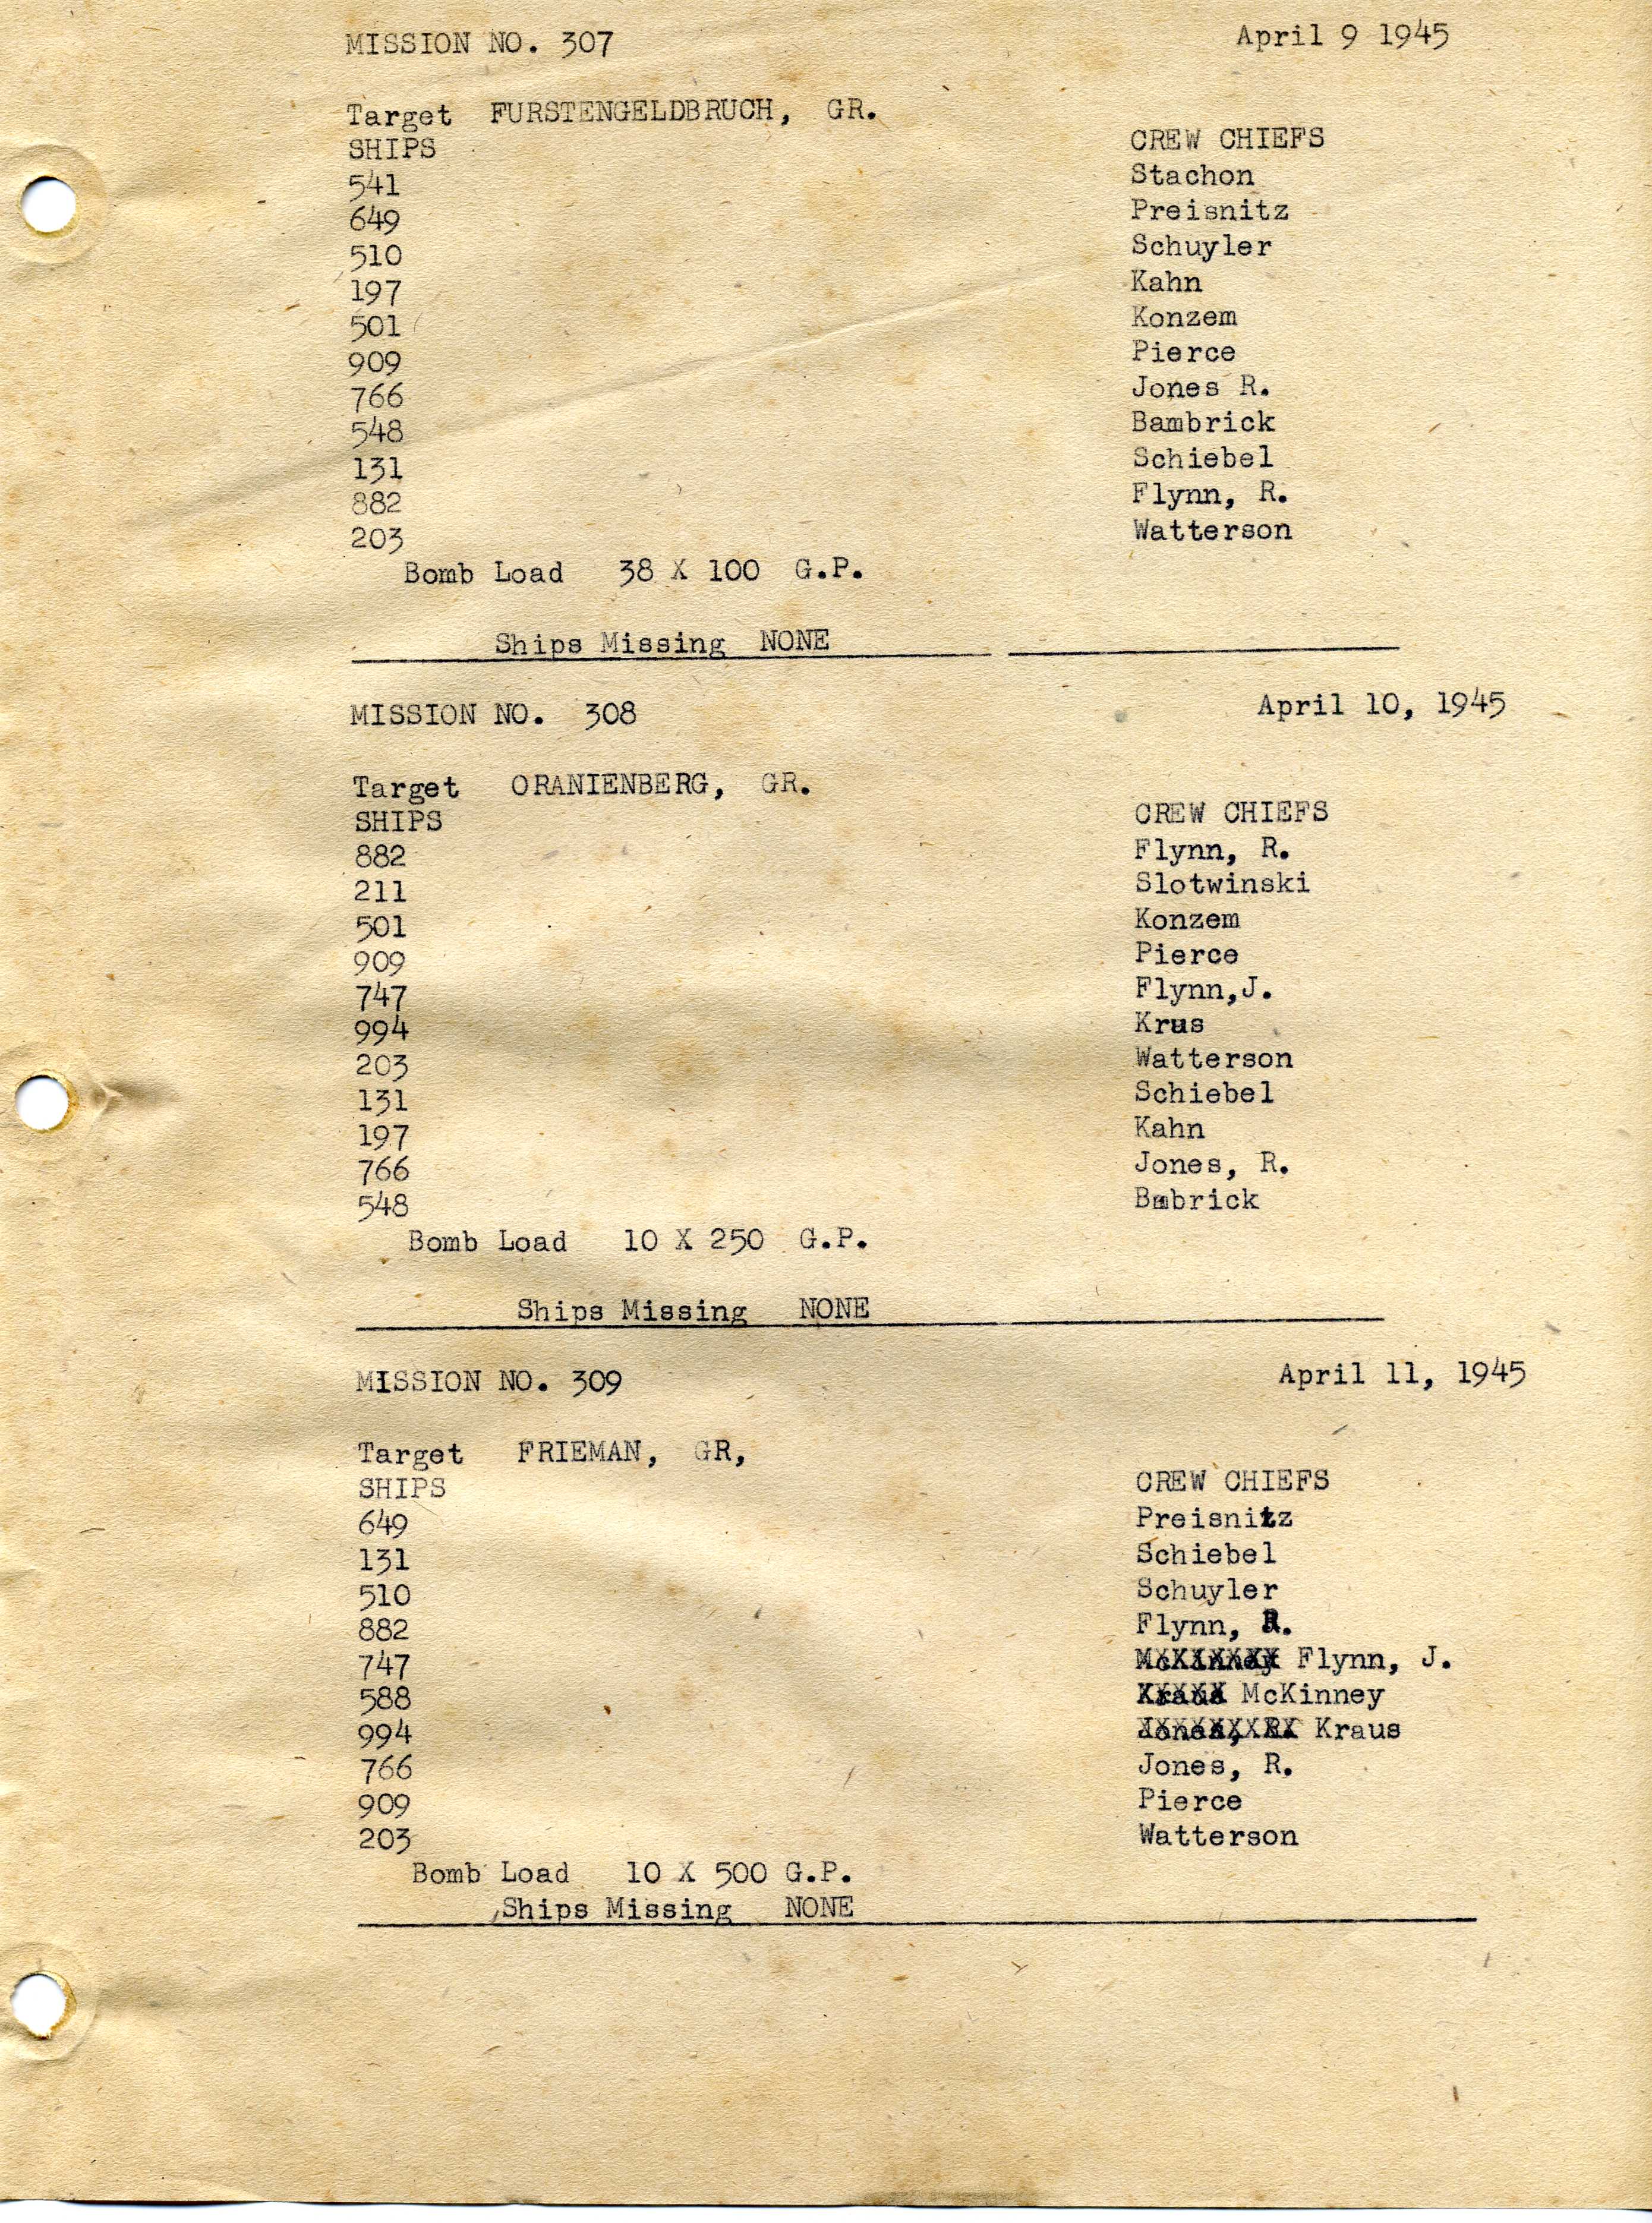 MISSION NO. 307 April 9 1945
Target FURSTENGELDBRUCH, GR.
SHIPS CREW CHIEFS
541 Stachon
649 Preisnitz
510 Schuyler
197 Kahn
501 Konzem
909 Pierce
766 Jones R.
548 Bambrick
131 Schiebel
882 Flynn, R.
203 Watterson
Bomb Load 38 X 100 G.P.
Ships Missing NONE
MISSION NO. 308 April 10, 1945
Target ORANIENBERG, GR.
SHIPS CREW CHIEFS
882 Flynn, R.
211 Slotwinski
501 Konzem
909 Pierce
747 Flynn,J.
994 Krus
203 Watterson
131 Schiebel
197 Kahn
766 Jones, R.
548 Bmbrick
Bomb Load 10 X 250 G.P.
Ships Missing NONE
MISSION NO. 309 April 11, 1945
Target FRIEMAN, GR,
SHIPS CREW CHIEFS
649 Preisnitz
131 Schiebel
510 Schuyler
882 Flynn, R.
747 Flynn, J.
588 McKinney
994 Kraus
766 Jones, R.
909 Pierce
203 Watterson
Bomb Load 10 X 500 G.P.
Ships Missing NONE